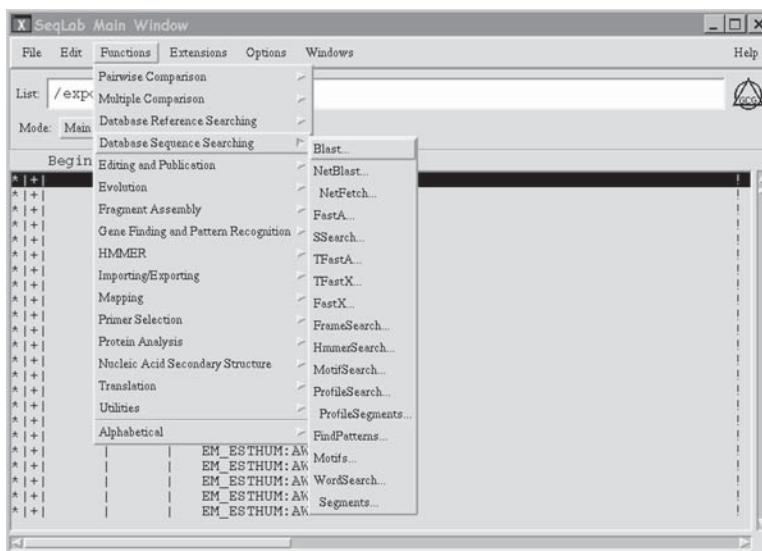 X SeqLab Main Window
File Edit Functions Extensions Options Windows Help
List: /expo
GCG
Mode: Main
Begin
Pairwise Comparison
Multiple Comparison
Database Reference Searching
Database Sequence Searching
Editing and Publication
Evolution
Fragment Assembly
Gene Finding and Pattern Recognition
HMMER
Importing/Exporting
Mapping
Primer Selection
Protein Analysis
Nucleic Acid Secondary Structure
Translation
Utilities
Alphabetical
Blast...
NetBlast...
NetFetch...
FastA...
SSearch...
TFastA...
TFastX...
FastX...
FrameSearch...
HmmerSearch...
MotifSearch...
ProfileSearch...
ProfileSegments...
FindPatterns...
Motifs...
WordSearch...
Segments...
EM_ESTHUM:AW
EM_ESTHUM:AW
EM_ESTHUM:AW
EM_ESTHUM:AW
EM_ESTHUM:AW